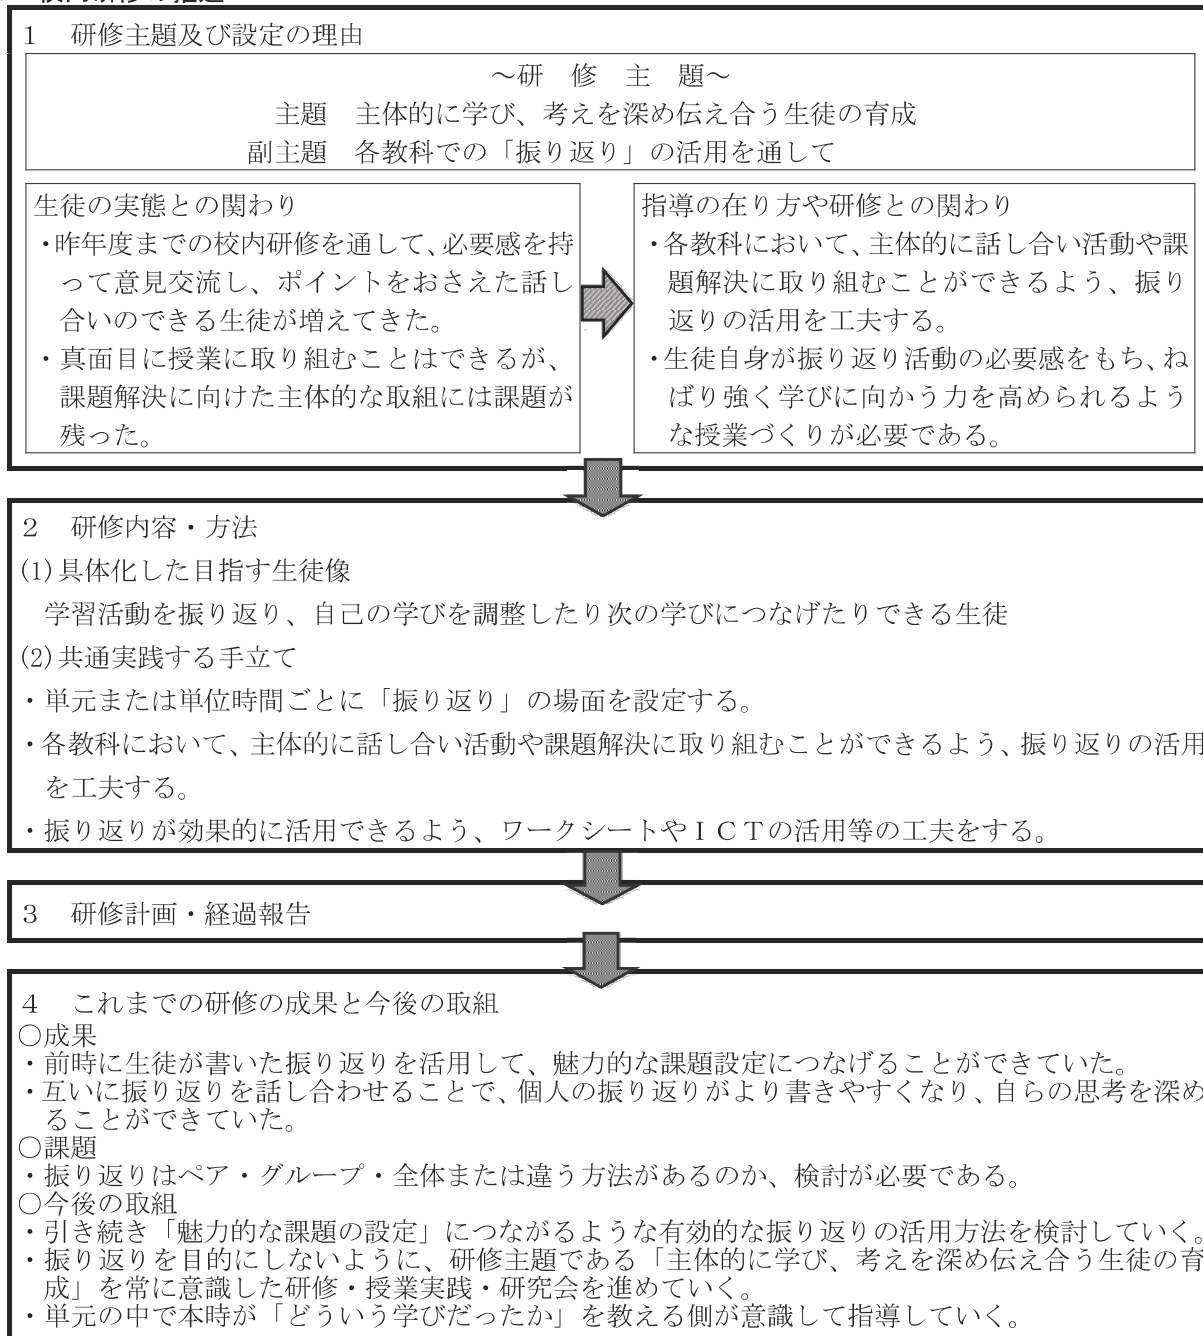 1　研修主題及び設定の理由
～研　修　主　題～
主題　主体的に学び、考えを深め伝え合う生徒の育成
副主題　各教科での「振り返り」の活用を通して
生徒の実態との関わり
・昨年度までの校内研修を通して、必要感を持
って意見交流し、ポイントをおさえた話し
合いのできる生徒が増えてきた。
・真面目に授業に取り組むことはできるが、
課題解決に向けた主体的な取組には課題が
残った。
指導の在り方や研修との関わり
・各教科において、主体的に話し合い活動や課
題解決に取り組むことができるよう、振り
返りの活用を工夫する。
・生徒自身が振り返り活動の必要感をもち、ね
ばり強く学びに向かう力を高められるよう
な授業づくりが必要である。
2　研修内容・方法
(1)具体化した目指す生徒像
学習活動を振り返り、自己の学びを調整したり次の学びにつなげたりできる生徒
(2)共通実践する手立て
・単元または単位時間ごとに「振り返り」の場面を設定する。
・各教科において、主体的に話し合い活動や課題解決に取り組むことができるよう、振り返りの活用
を工夫する。
・振り返りが効果的に活用できるよう、ワークシートやＩＣＴの活用等の工夫をする。
3　研修計画・経過報告
4　これまでの研修の成果と今後の取組
○成果
・前時に生徒が書いた振り返りを活用して、魅力的な課題設定につなげることができていた。
・互いに振り返りを話し合わせることで、個人の振り返りがより書きやすくなり、自らの思考を深め
ることができていた。
○課題
・振り返りはペア・グループ・全体または違う方法があるのか、検討が必要である。
○今後の取組
・引き続き「魅力的な課題の設定」につながるような有効的な振り返りの活用方法を検討していく。
・振り返りを目的にしないように、研修主題である「主体的に学び、考えを深め伝え合う生徒の育
成」を常に意識した研修・授業実践・研究会を進めていく。
・単元の中で本時が「どういう学びだったか」を教える側が意識して指導していく。